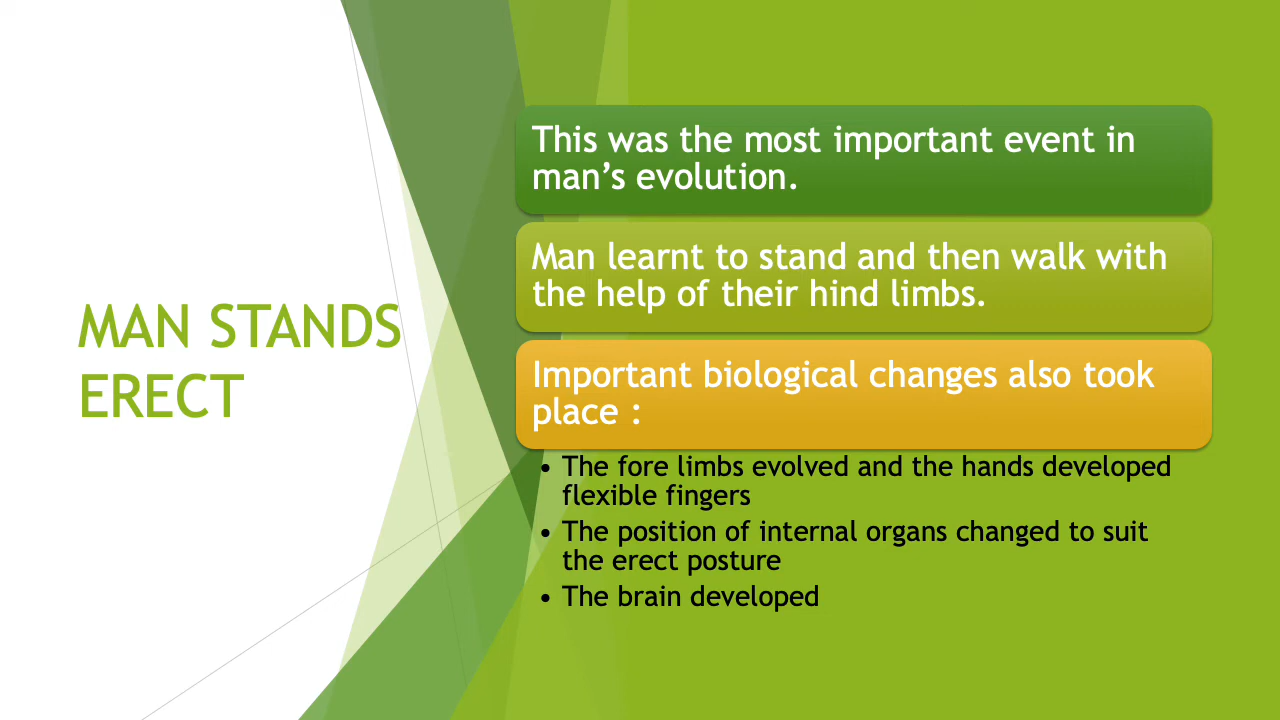 MAN STANDS
ERECT
This was the most important event in
man’s evolution.
Man learnt to stand and then walk with
the help of their hind limbs.
Important biological changes also took
place :
• The fore limbs evolved and the hands developed
flexible fingers
• The position of internal organs changed to suit
the erect posture
• The brain developed